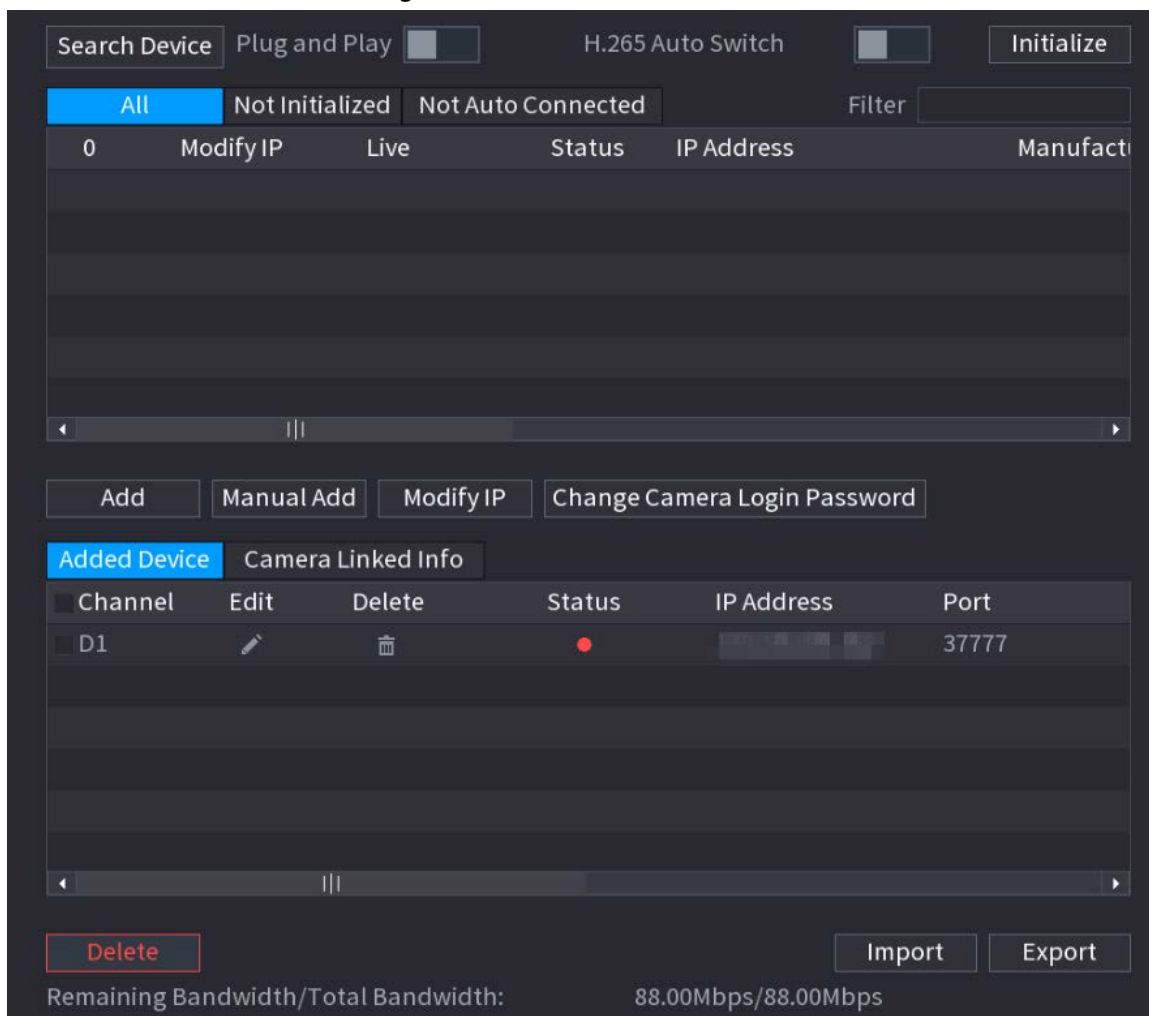 Search Device Plug and Play H.265 Auto Switch Initialize
All Not Initialized Not Auto Connected Filter
0 Modify IP Live Status IP Address Manufactu
Add Manual Add Modify IP Change Camera Login Password
Added Device Camera Linked Info
Channel Edit Delete Status IP Address Port
D1 37777
Delete Import Export
Remaining Bandwidth/Total Bandwidth: 88.00Mbps/88.00Mbps